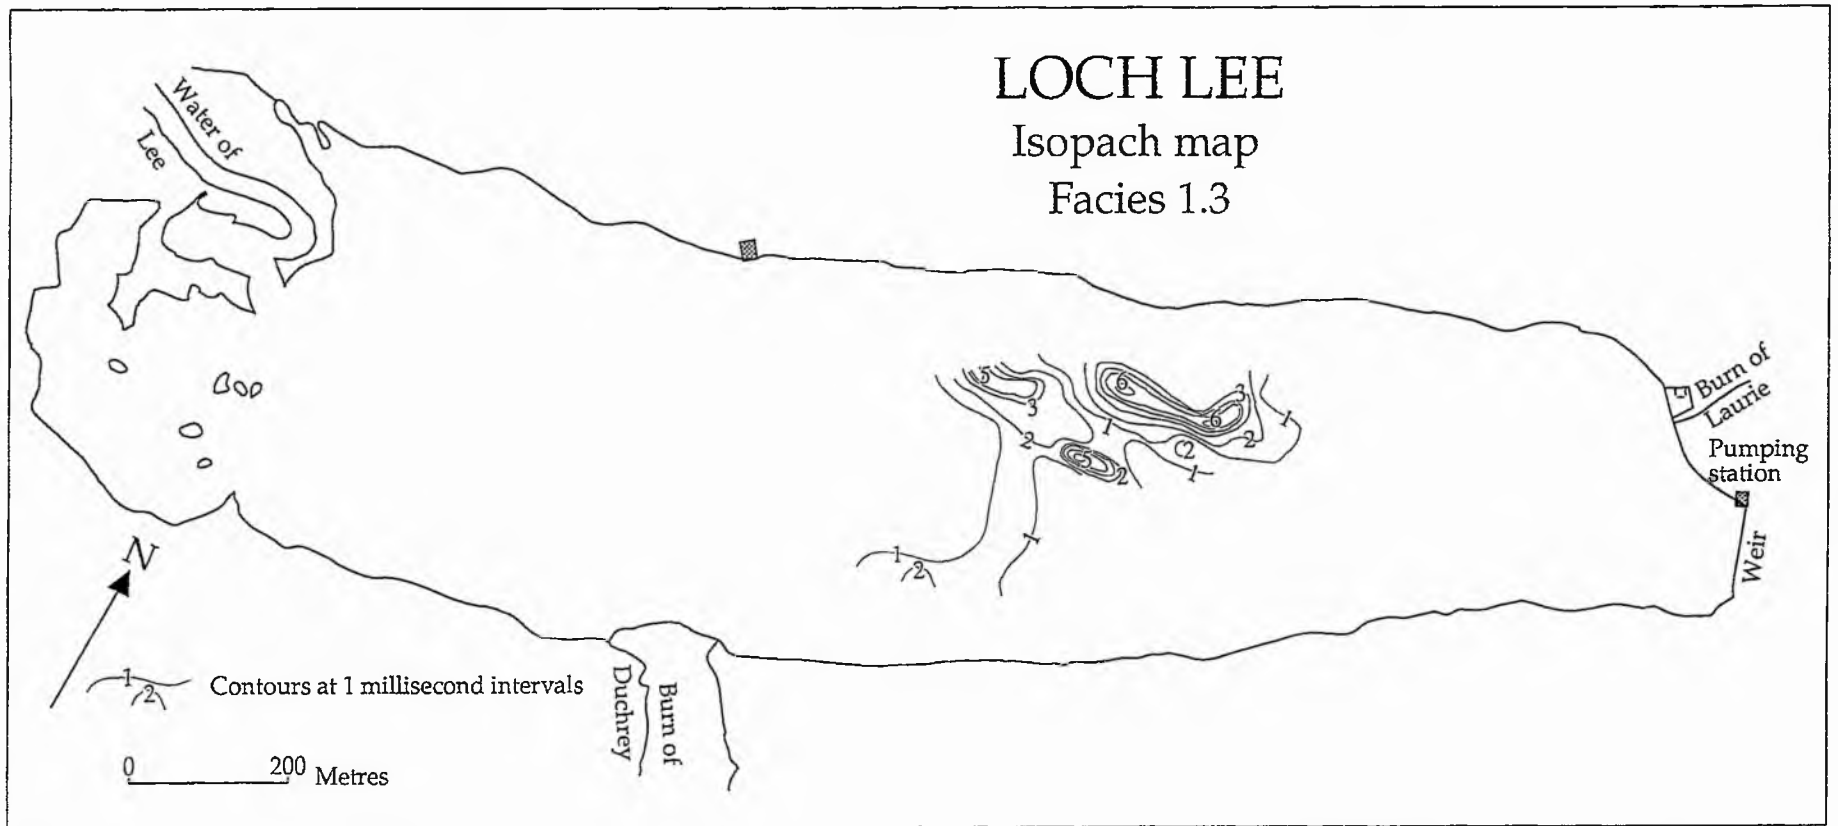 LOCH LEE
Isopach map
Facies 1.3
Water of
Lee
Burn of
Laurie
Pumping
station
Weir
N
5
3
6
3
6
1
1
2
2
2
5
2
1
1
1
2
1
2
Contours at 1 millisecond intervals
Duchrey
Burn of
0 200 Metres